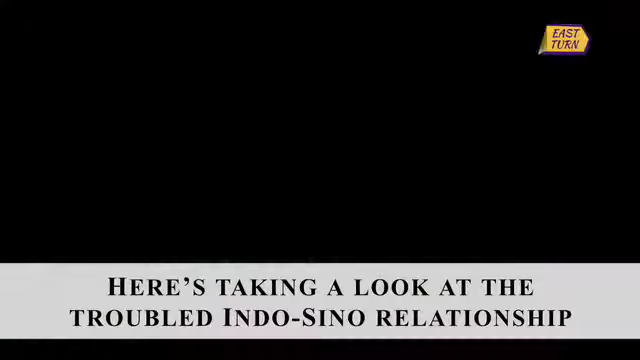 EAST
TURN
HERE'S TAKING A LOOK AT THE
TROUBLED INDO-SINO RELATIONSHIP